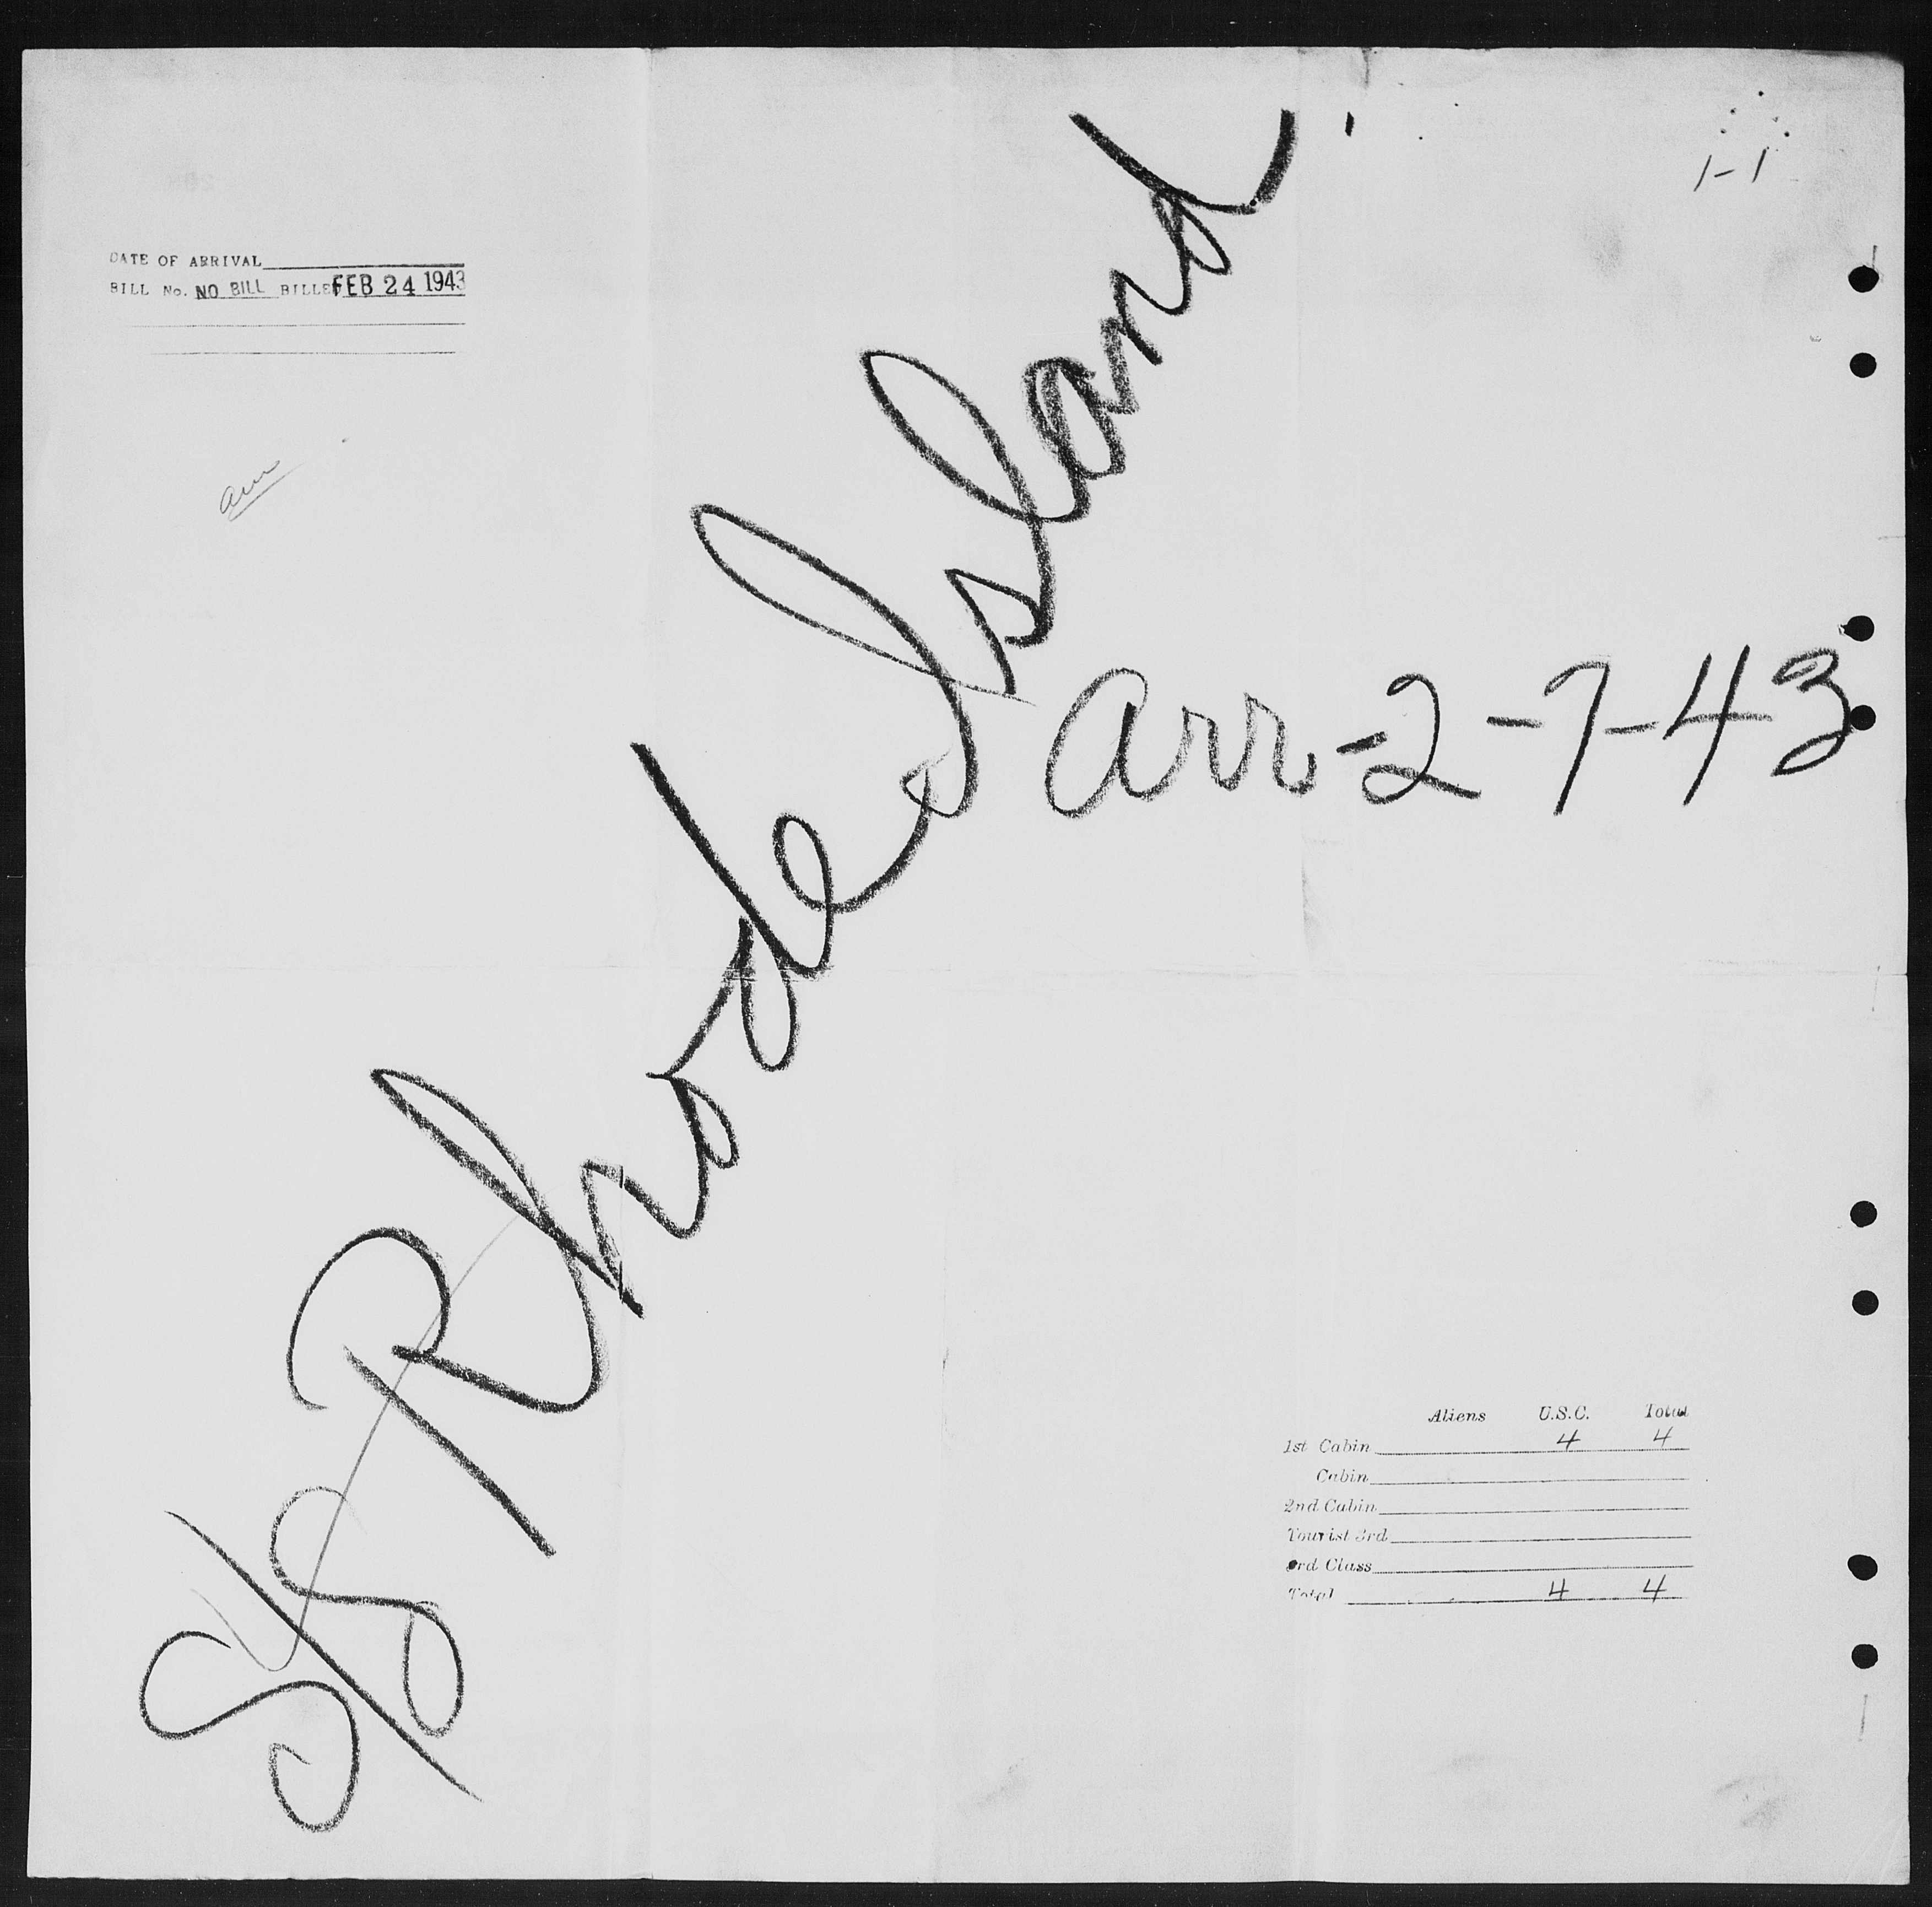 1-1
DATE OF ARRIVAL
BILL No. NO BILL BILLED FEB 24 1943
S/S Rhode Island
arr-2-7-43
Aliens U.S.C. Total
1st Cabin 4 4
Cabin
2nd Cabin
Tourist 3rd
3rd Class
Total 4 4